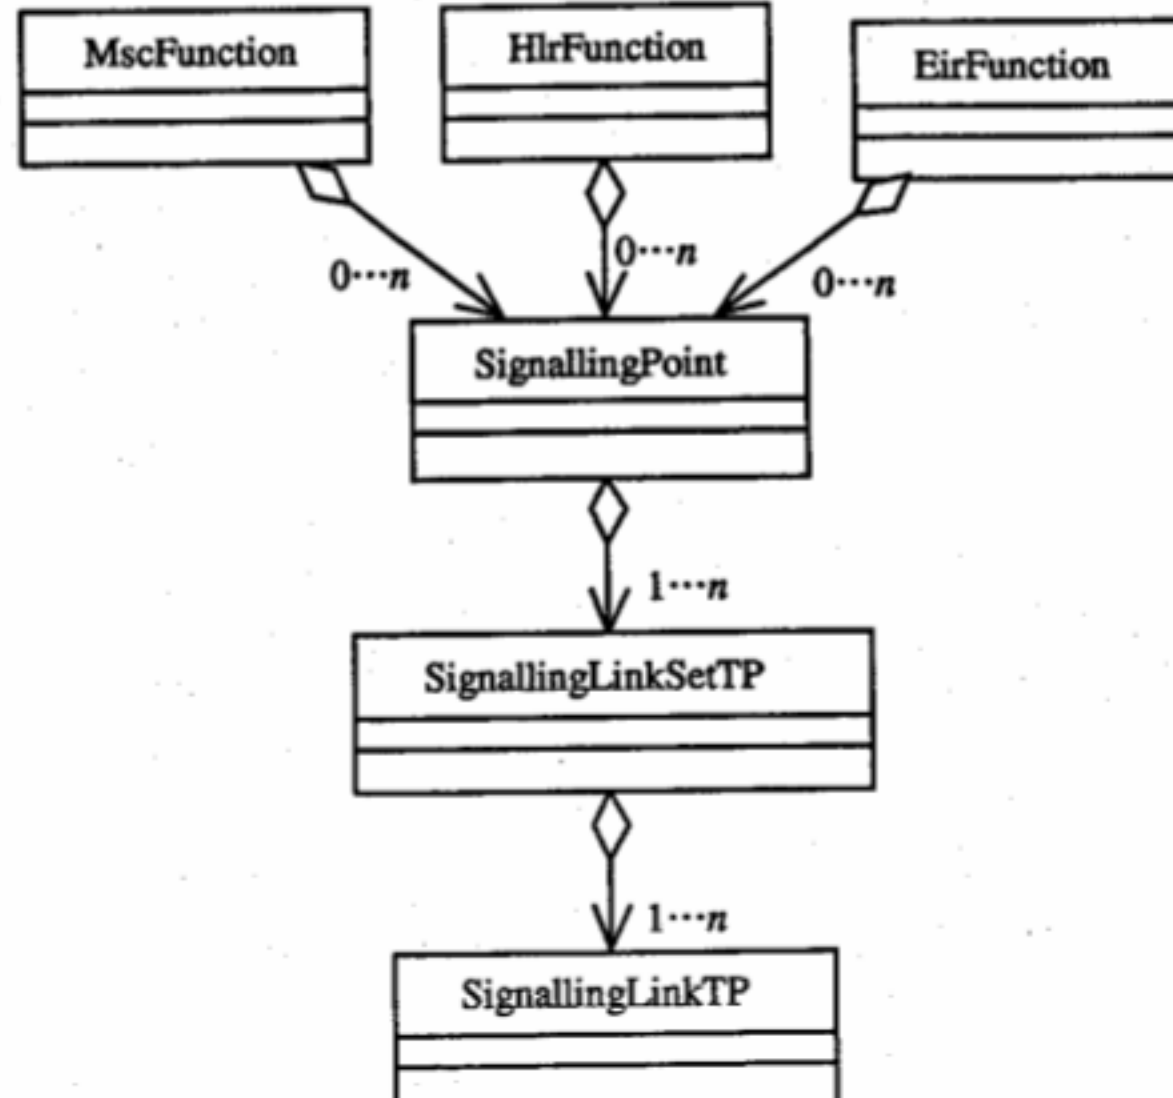 MscFunction
HlrFunction
EirFunction
0···n
0···n
0···n
SignallingPoint
1···n
SignallingLinkSetTP
1···n
SignallingLinkTP